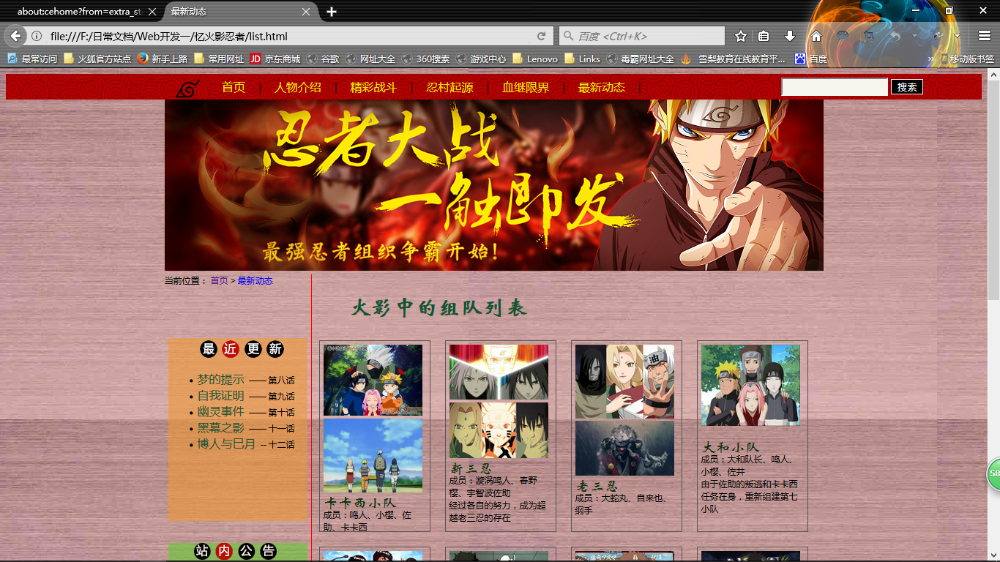 about:cehome?from=extra_st
最新动态
file:///F:/日常文档/Web开发一/忆火影忍者/list.html
百度 <Ctrl+K>
最常访问 火狐官方站点 新手上路 常用网址 JD 京东商城 谷歌 网址大全 360搜索 游戏中心 Lenovo Links 毒霸网址大全 雪梨教育在线教育平... 百度 » 移动版书签
首页 | 人物介绍 | 精彩战斗 | 忍村起源 | 血继限界 | 最新动态 |
搜索
忍者大战
一触即发
最强忍者组织争霸开始!
当前位置： 首页 > 最新动态
火影中的组队列表
最近更新
• 梦的提示 ——第八话
• 自我证明 ——第九话
• 幽灵事件 ——第十话
• 黑幕之影 ——十一话
• 博人与巳月 --十二话
站内公告
卡卡西小队
成员：鸣人、小樱、佐
助、卡卡西
新三忍
成员：漩涡鸣人、春野
樱、宇智波佐助
经过各自的努力，成为超
越老三忍的存在
油
老三忍
成员：大蛇丸、自来也、
纲手
大和小队
成员：大和队长、鸣人、
小樱、佐井
由于佐助的叛逃和卡卡西
任务在身，重新组建第七
小队
58